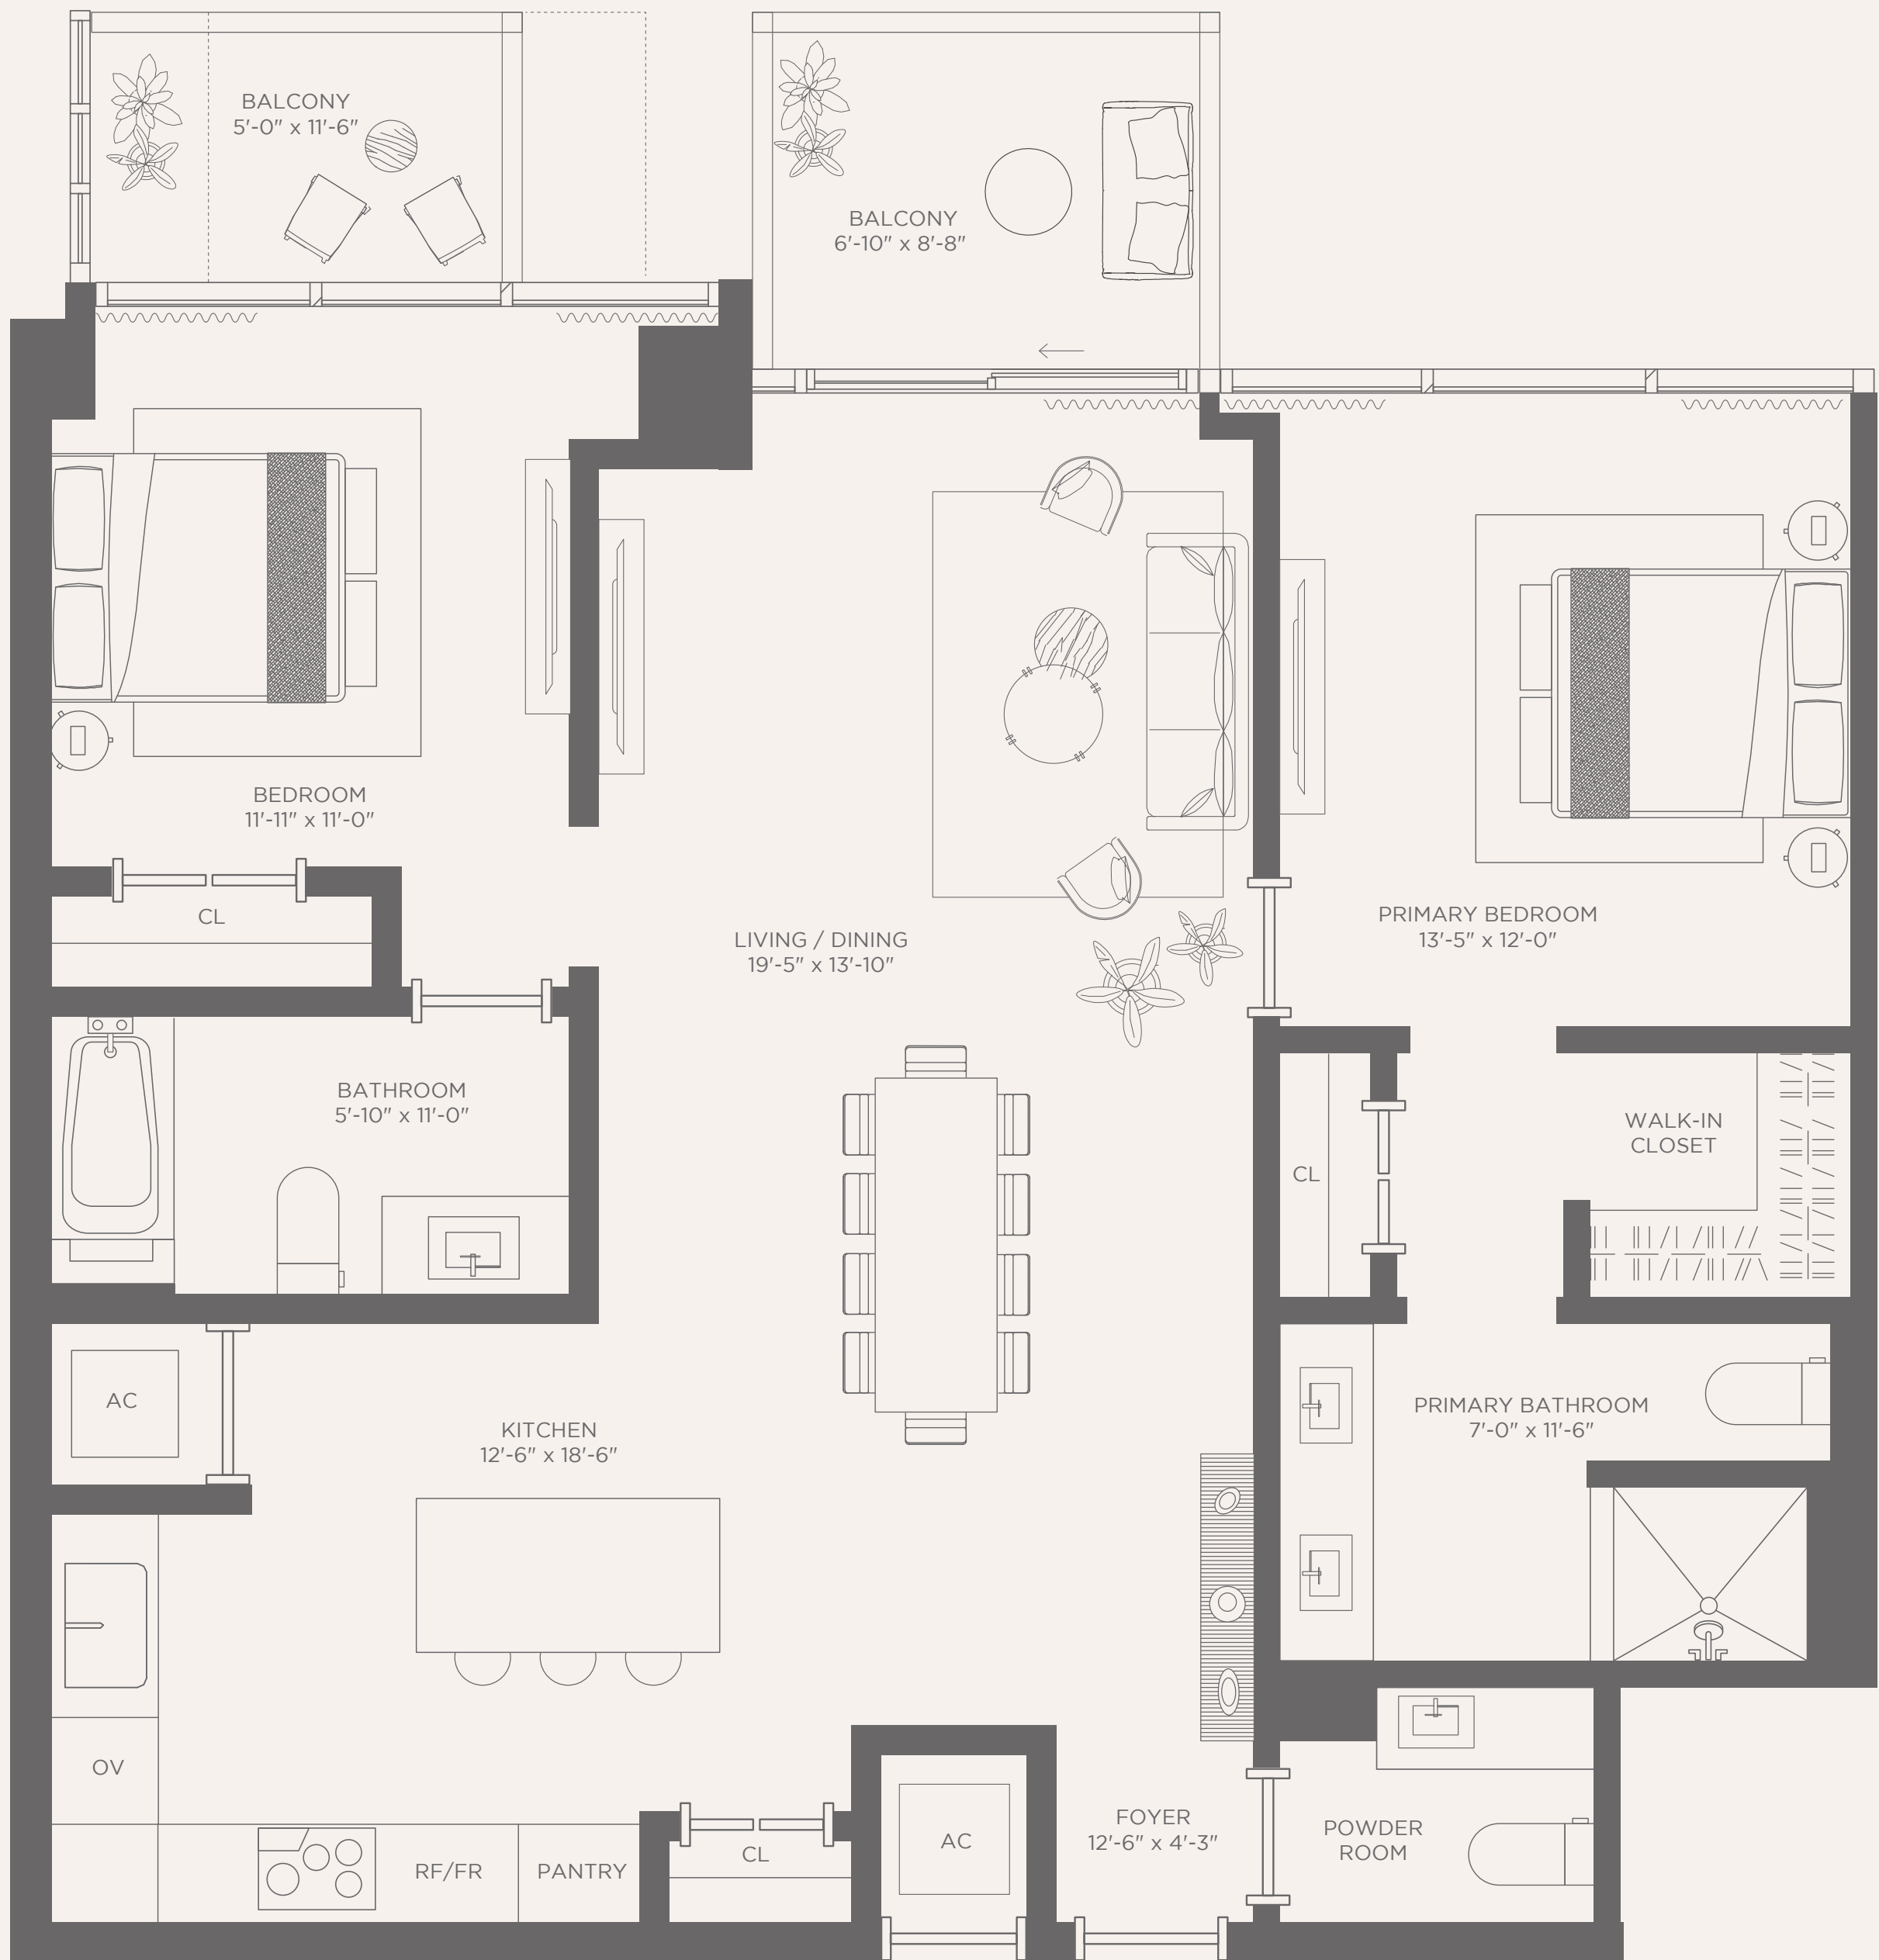 BALCONY
5'-0" x 11'-6"
BALCONY
6'-10" x 8'-8"
BEDROOM
11'-11" x 11'-0"
CL
LIVING / DINING
19'-5" x 13'-10"
PRIMARY BEDROOM
13'-5" x 12'-0"
BATHROOM
5'-10" x 11'-0"
WALK-IN
CLOSET
CL
AC
KITCHEN
12'-6" x 18'-6"
PRIMARY BATHROOM
7'-0" x 11'-6"
OV
RF/FR
PANTRY
CL
AC
FOYER
12'-6" x 4'-3"
POWDER
ROOM